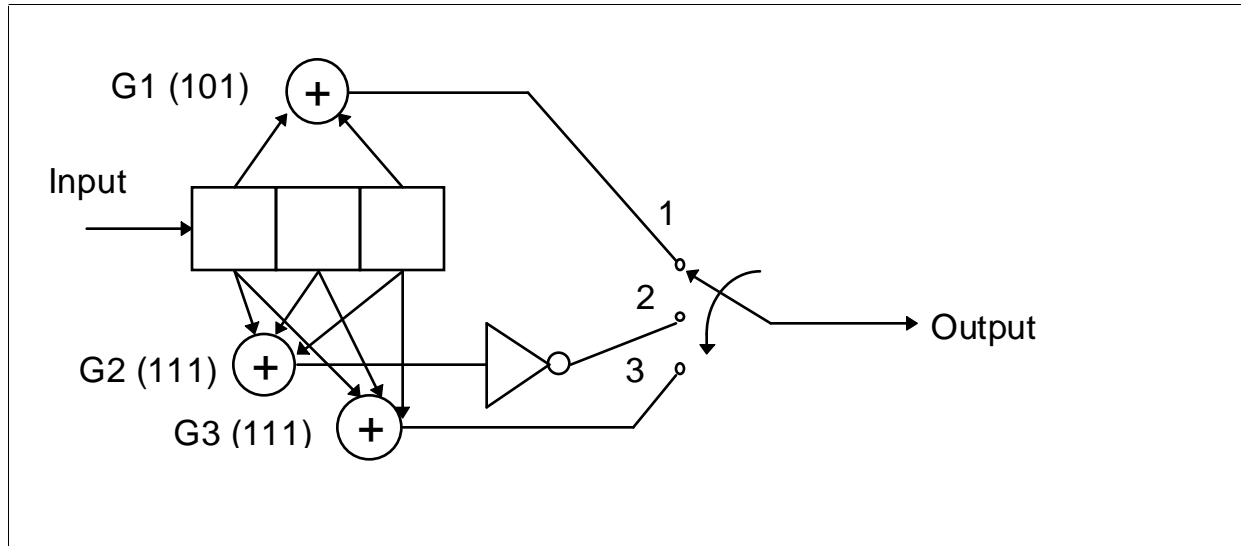 G1 (101)
+
Input
1
2
3
Output
G2 (111)
+
G3 (111)
+